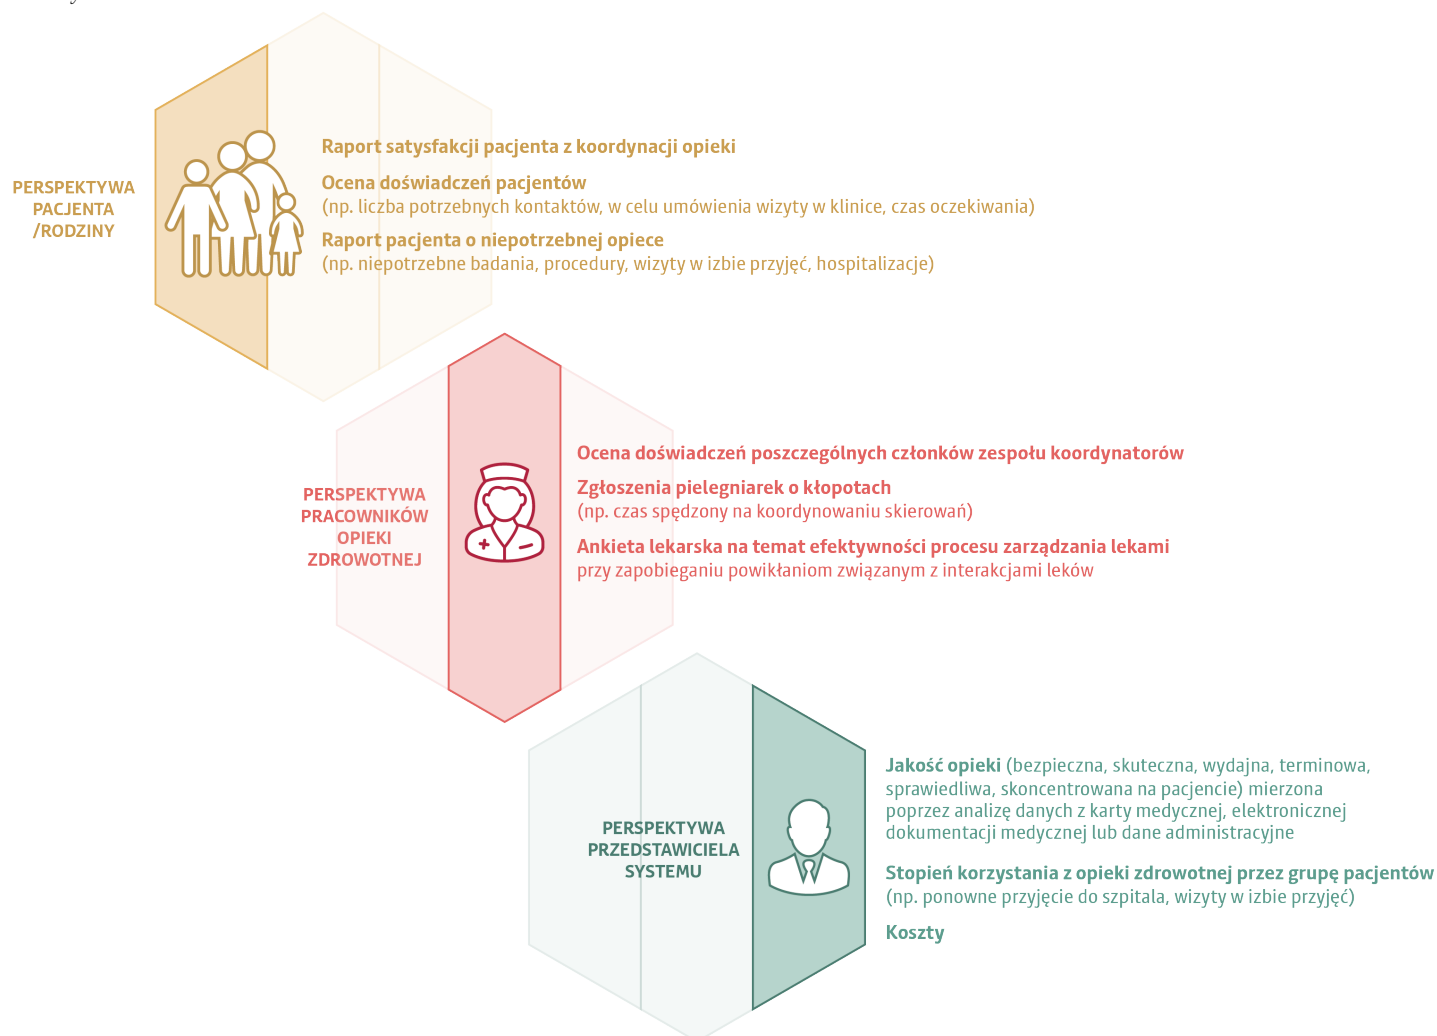 PERSPEKTYWA
PACJENTA
/RODZINY
Raport satysfakcji pacjenta z koordynacji opieki
Ocena doświadczeń pacjentów
(np. liczba potrzebnych kontaktów, w celu umówienia wizyty w klinice, czas oczekiwania)
Raport pacjenta o niepotrzebnej opiece
(np. niepotrzebne badania, procedury, wizyty w izbie przyjęć, hospitalizacje)
PERSPEKTYWA
PRACOWNIKÓW
OPIEKI
ZDROWOTNEJ
Ocena doświadczeń poszczególnych członków zespołu koordynatorów
Zgłoszenia pielegniarek o kłopotach
(np. czas spędzony na koordynowaniu skierowań)
Ankieta lekarska na temat efektywności procesu zarządzania lekami
przy zapobieganiu powikłaniom związanym z interakcjami leków
PERSPEKTYWA
PRZEDSTAWICIELA
SYSTEMU
Jakość opieki (bezpieczna, skuteczna, wydajna, terminowa,
sprawiedliwa, skoncentrowana na pacjencie) mierzona
poprzez analizę danych z karty medycznej, elektronicznej
dokumentacji medycznej lub dane administracyjne
Stopień korzystania z opieki zdrowotnej przez grupę pacjentów
(np. ponowne przyjęcie do szpitala, wizyty w izbie przyjęć)
Koszty